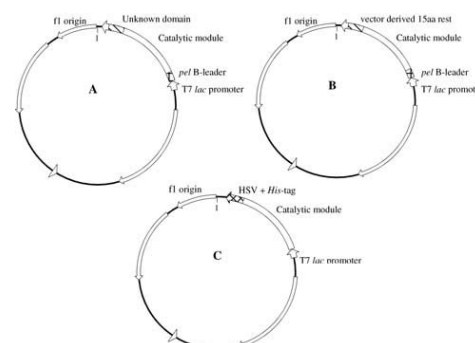 f1 origin
Unknown domain
1
Catalytic module
A
pel B-leader
T7 lac promoter
f1 origin
vector derived 15aa rest
1
Catalytic module
B
pel B-leader
T7 lac promoter
f1 origin
HSV + His-tag
1
Catalytic module
C
T7 lac promoter